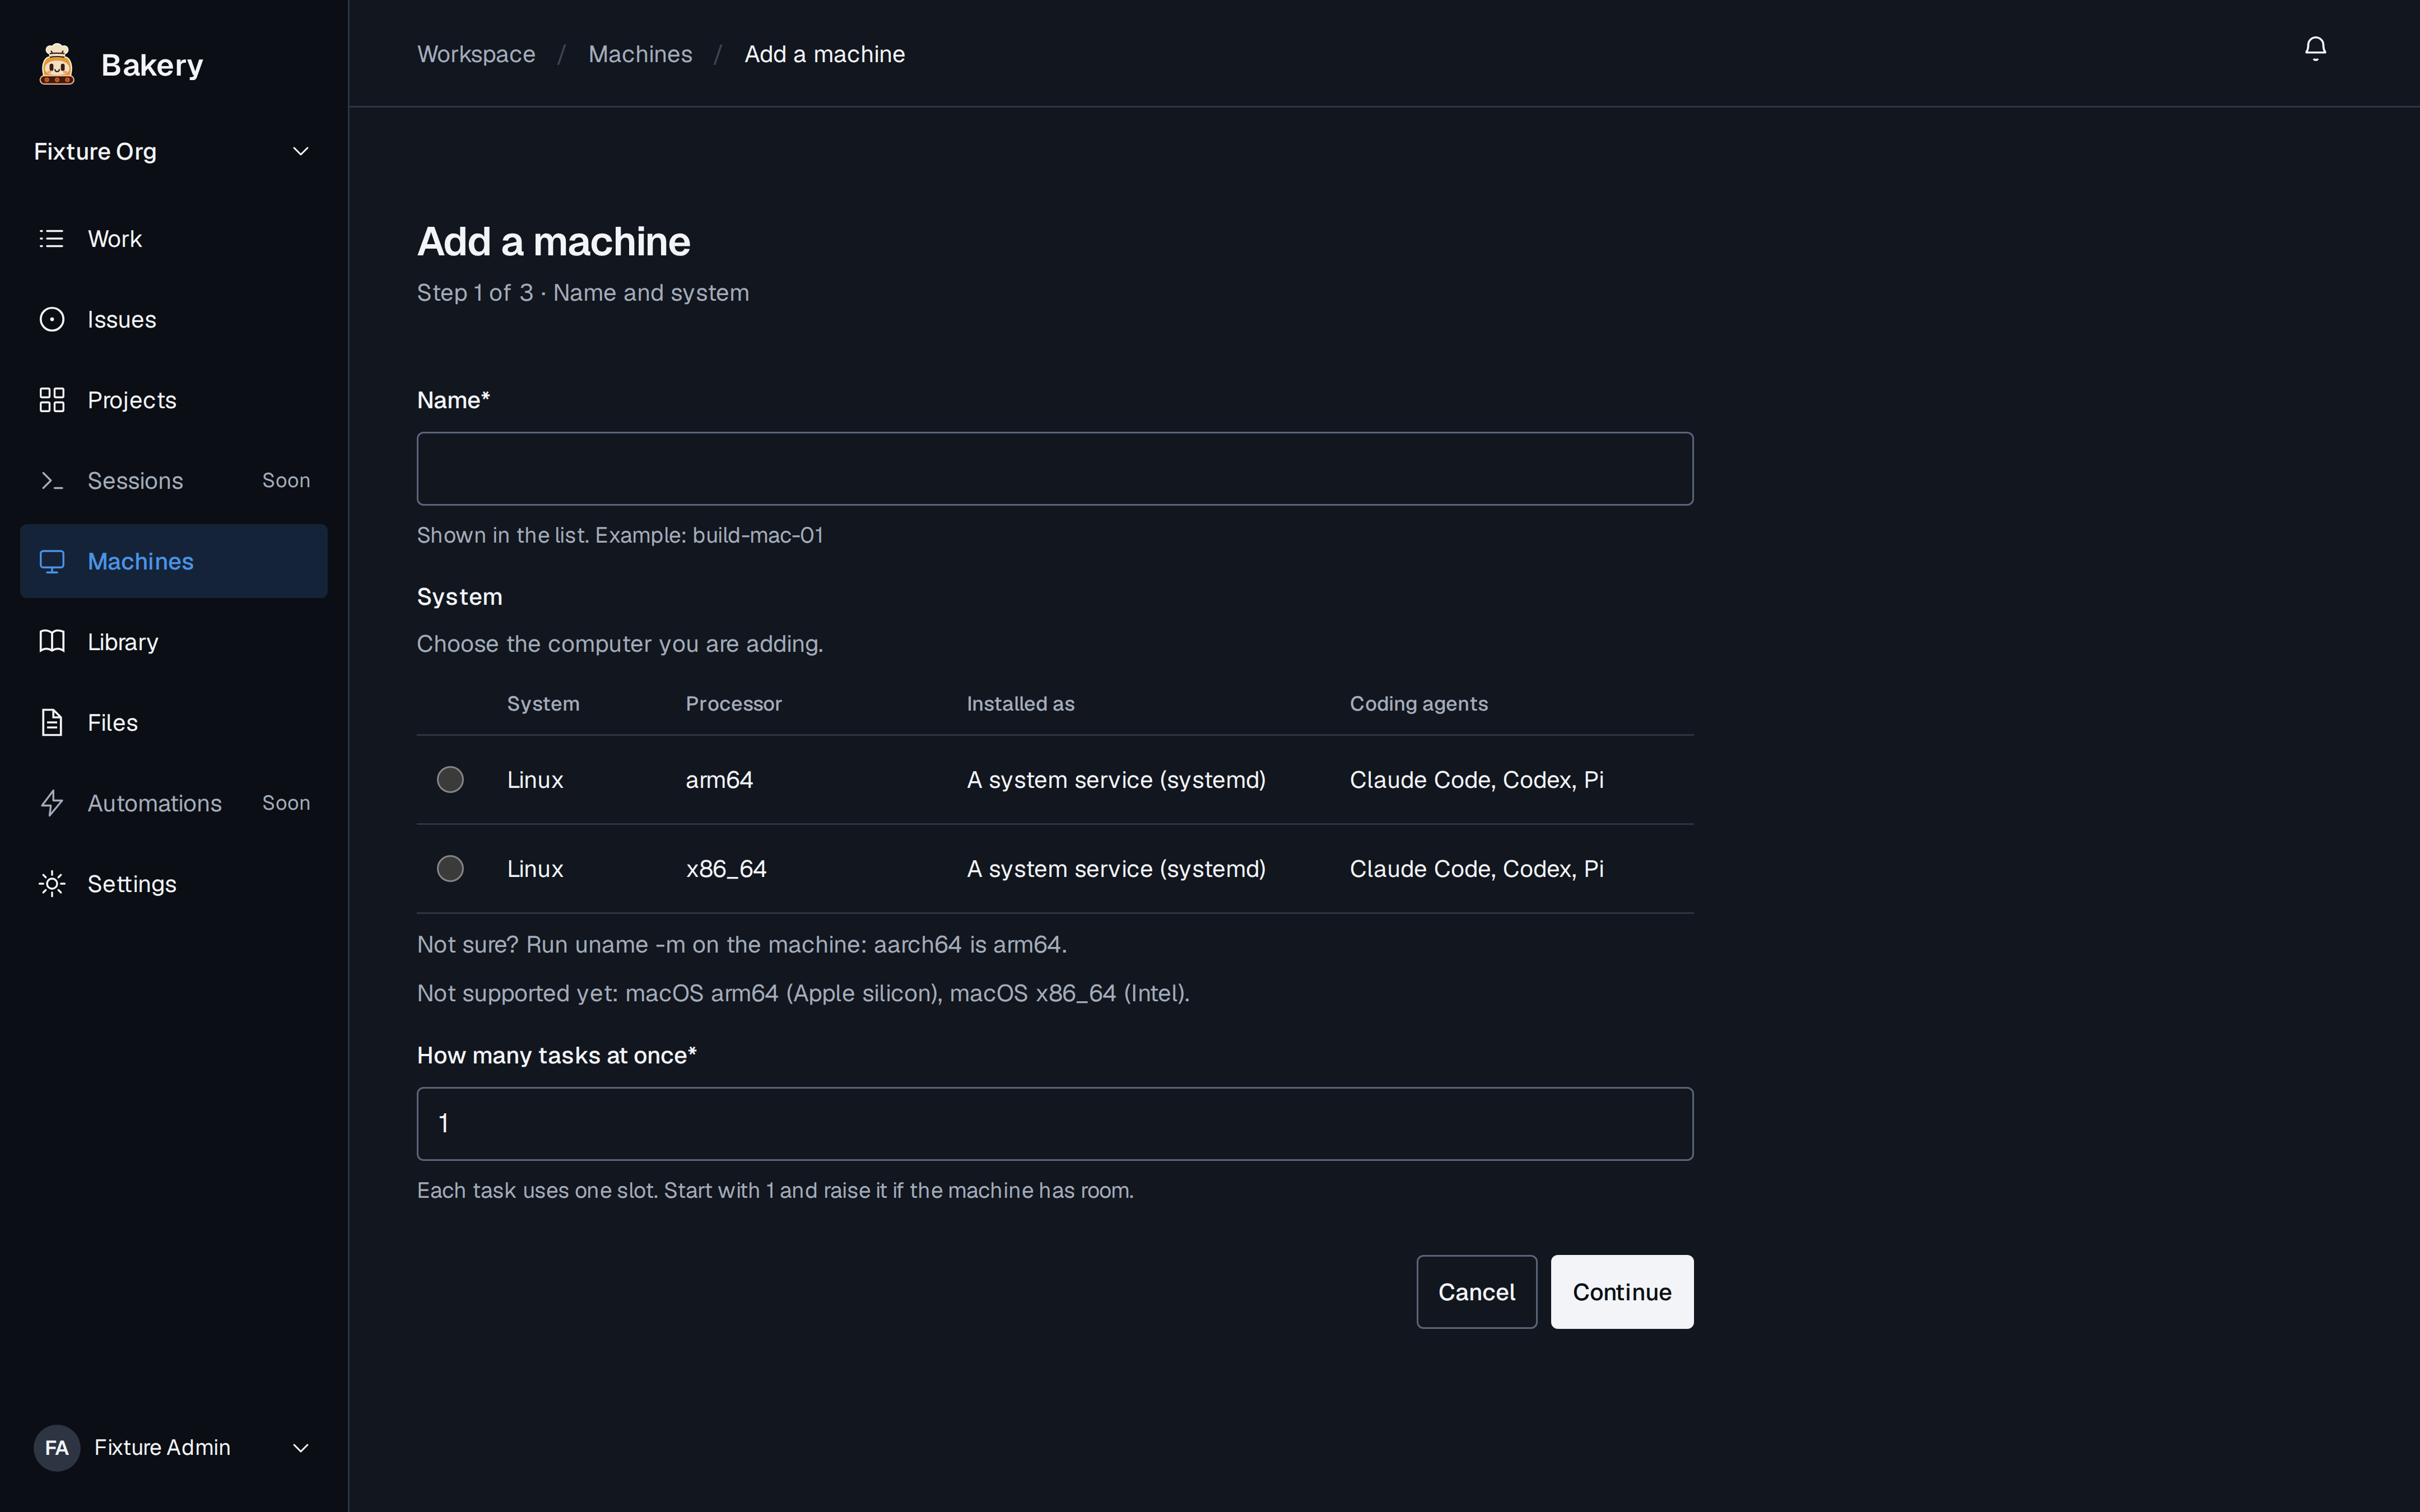 Bakery
Fixture Org
Work
Issues
Projects
Sessions Soon
Machines
Library
Files
Automations Soon
Settings
FA Fixture Admin
Workspace / Machines / Add a machine
Add a machine
Step 1 of 3 · Name and system
Name*
Shown in the list. Example: build-mac-01
System
Choose the computer you are adding.
System Processor Installed as Coding agents
Linux arm64 A system service (systemd) Claude Code, Codex, Pi
Linux x86_64 A system service (systemd) Claude Code, Codex, Pi
Not sure? Run uname -m on the machine: aarch64 is arm64.
Not supported yet: macOS arm64 (Apple silicon), macOS x86_64 (Intel).
How many tasks at once*
1
Each task uses one slot. Start with 1 and raise it if the machine has room.
Cancel Continue